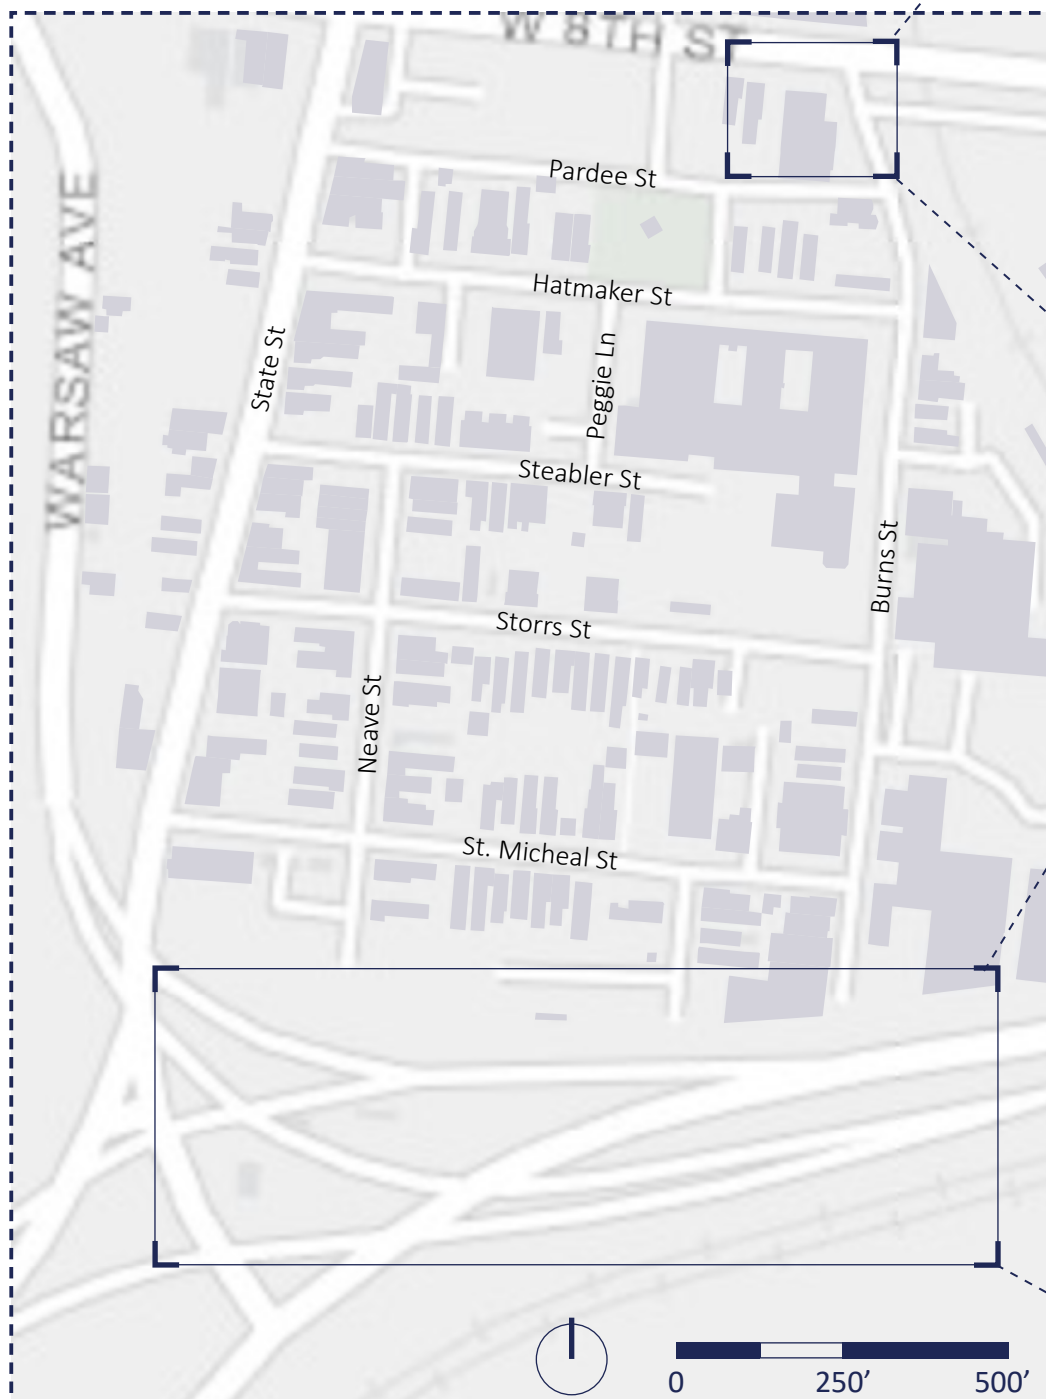 W 8TH ST
Pardee St
WARSAW AVE
Hatmaker St
State St
Peggie Ln
Steabler St
Burns St
Storrs St
Neave St
St. Micheal St
0 250’ 500’